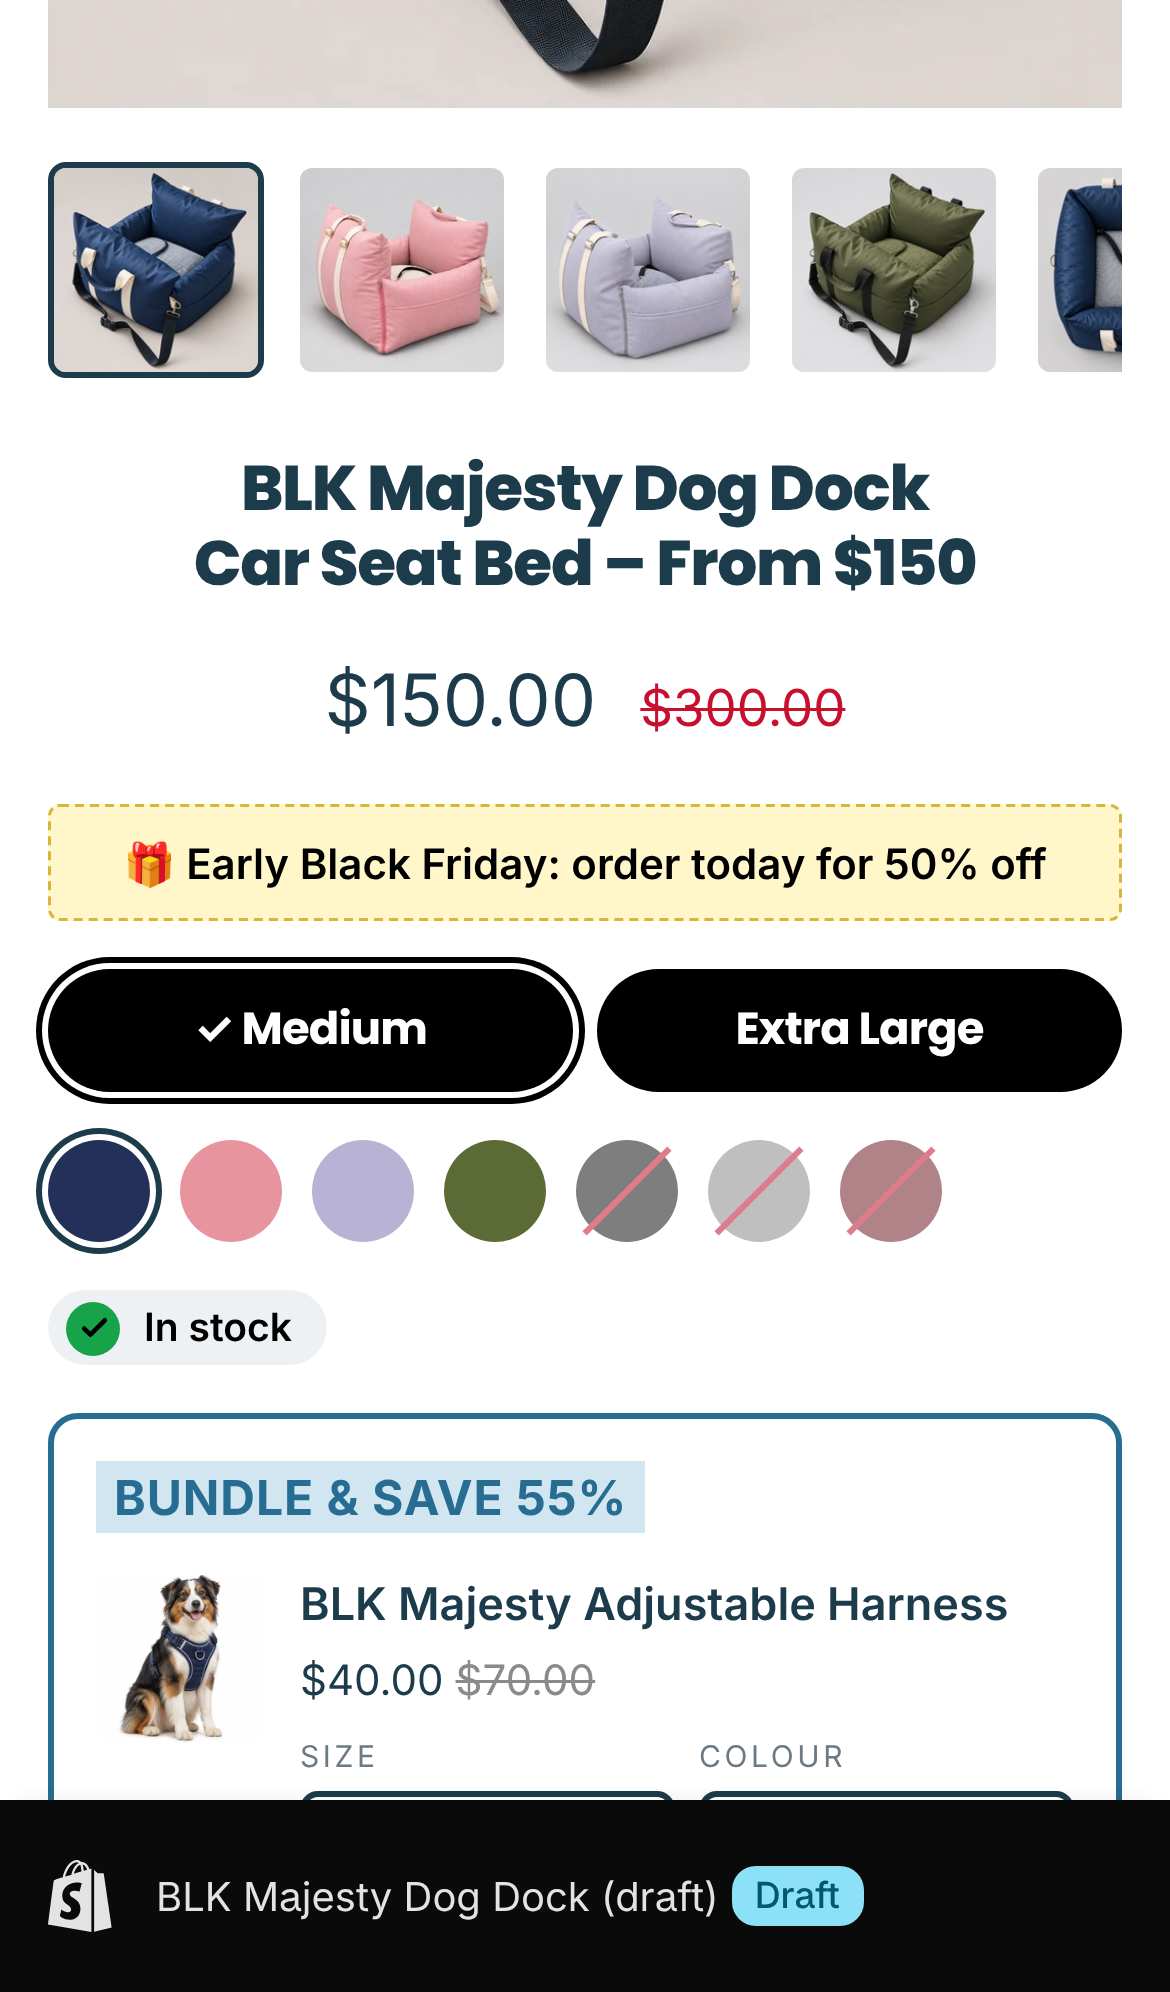 BLK Majesty Dog Dock
Car Seat Bed – From $150
$150.00 $300.00
🎁 Early Black Friday: order today for 50% off
✓ Medium
Extra Large
In stock
BUNDLE & SAVE 55%
BLK Majesty Adjustable Harness
$40.00 $70.00
SIZE
COLOUR
BLK Majesty Dog Dock (draft) Draft